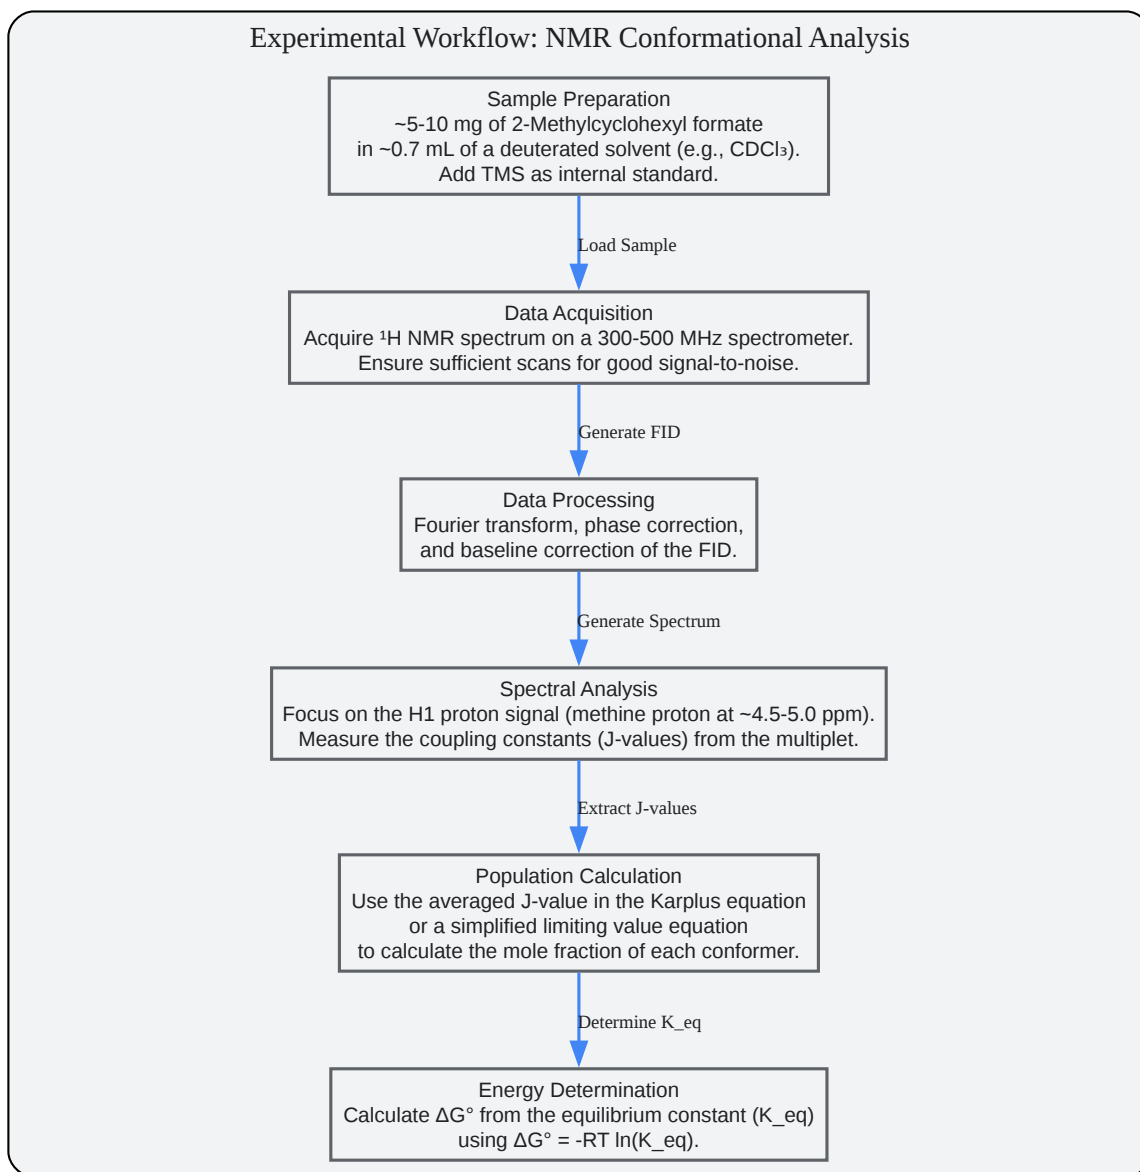 Experimental Workflow: NMR Conformational Analysis
Sample Preparation
~5-10 mg of 2-Methylcyclohexyl formate
in ~0.7 mL of a deuterated solvent (e.g., CDCl₃).
Add TMS as internal standard.
Load Sample
Data Acquisition
Acquire ¹H NMR spectrum on a 300-500 MHz spectrometer.
Ensure sufficient scans for good signal-to-noise.
Generate FID
Data Processing
Fourier transform, phase correction,
and baseline correction of the FID.
Generate Spectrum
Spectral Analysis
Focus on the H1 proton signal (methine proton at ~4.5-5.0 ppm).
Measure the coupling constants (J-values) from the multiplet.
Extract J-values
Population Calculation
Use the averaged J-value in the Karplus equation
or a simplified limiting value equation
to calculate the mole fraction of each conformer.
Determine K_eq
Energy Determination
Calculate ΔG° from the equilibrium constant (K_eq)
using ΔG° = -RT ln(K_eq).